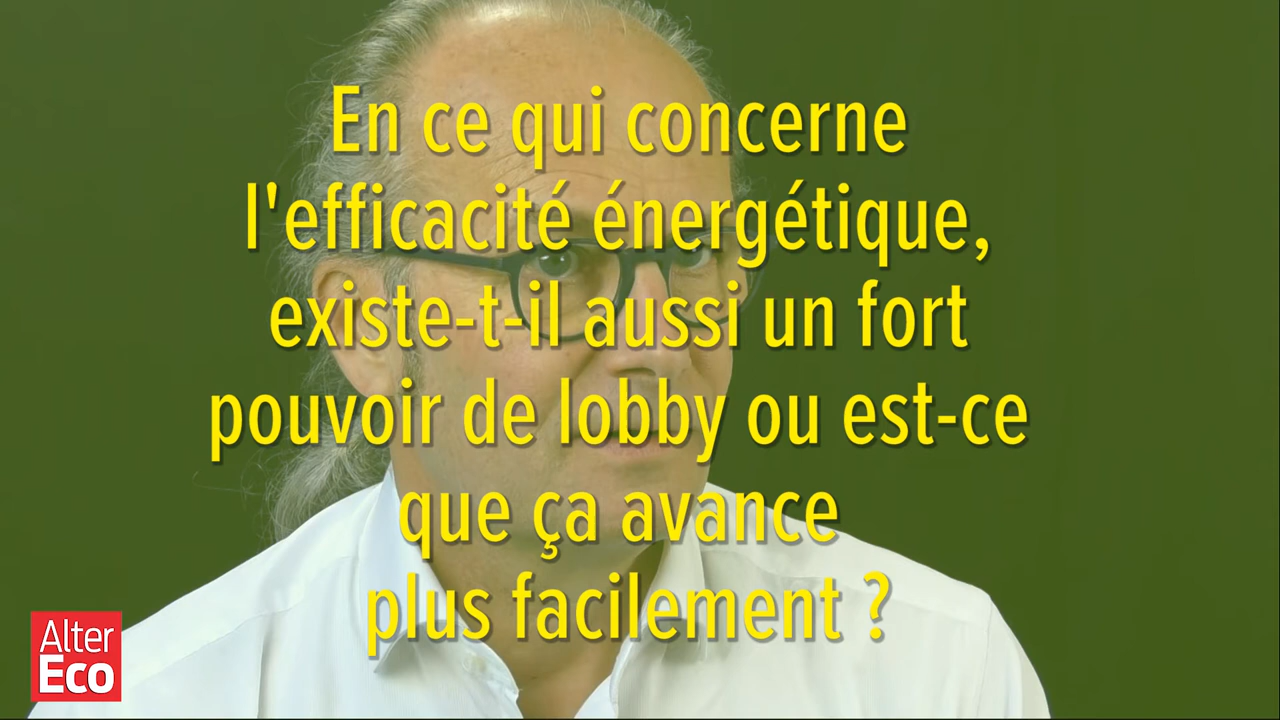 En ce qui concerne
l'efficacité énergétique,
existe-t-il aussi un fort
pouvoir de lobby ou est-ce
que ça avance
plus facilement ?
Alter
Eco